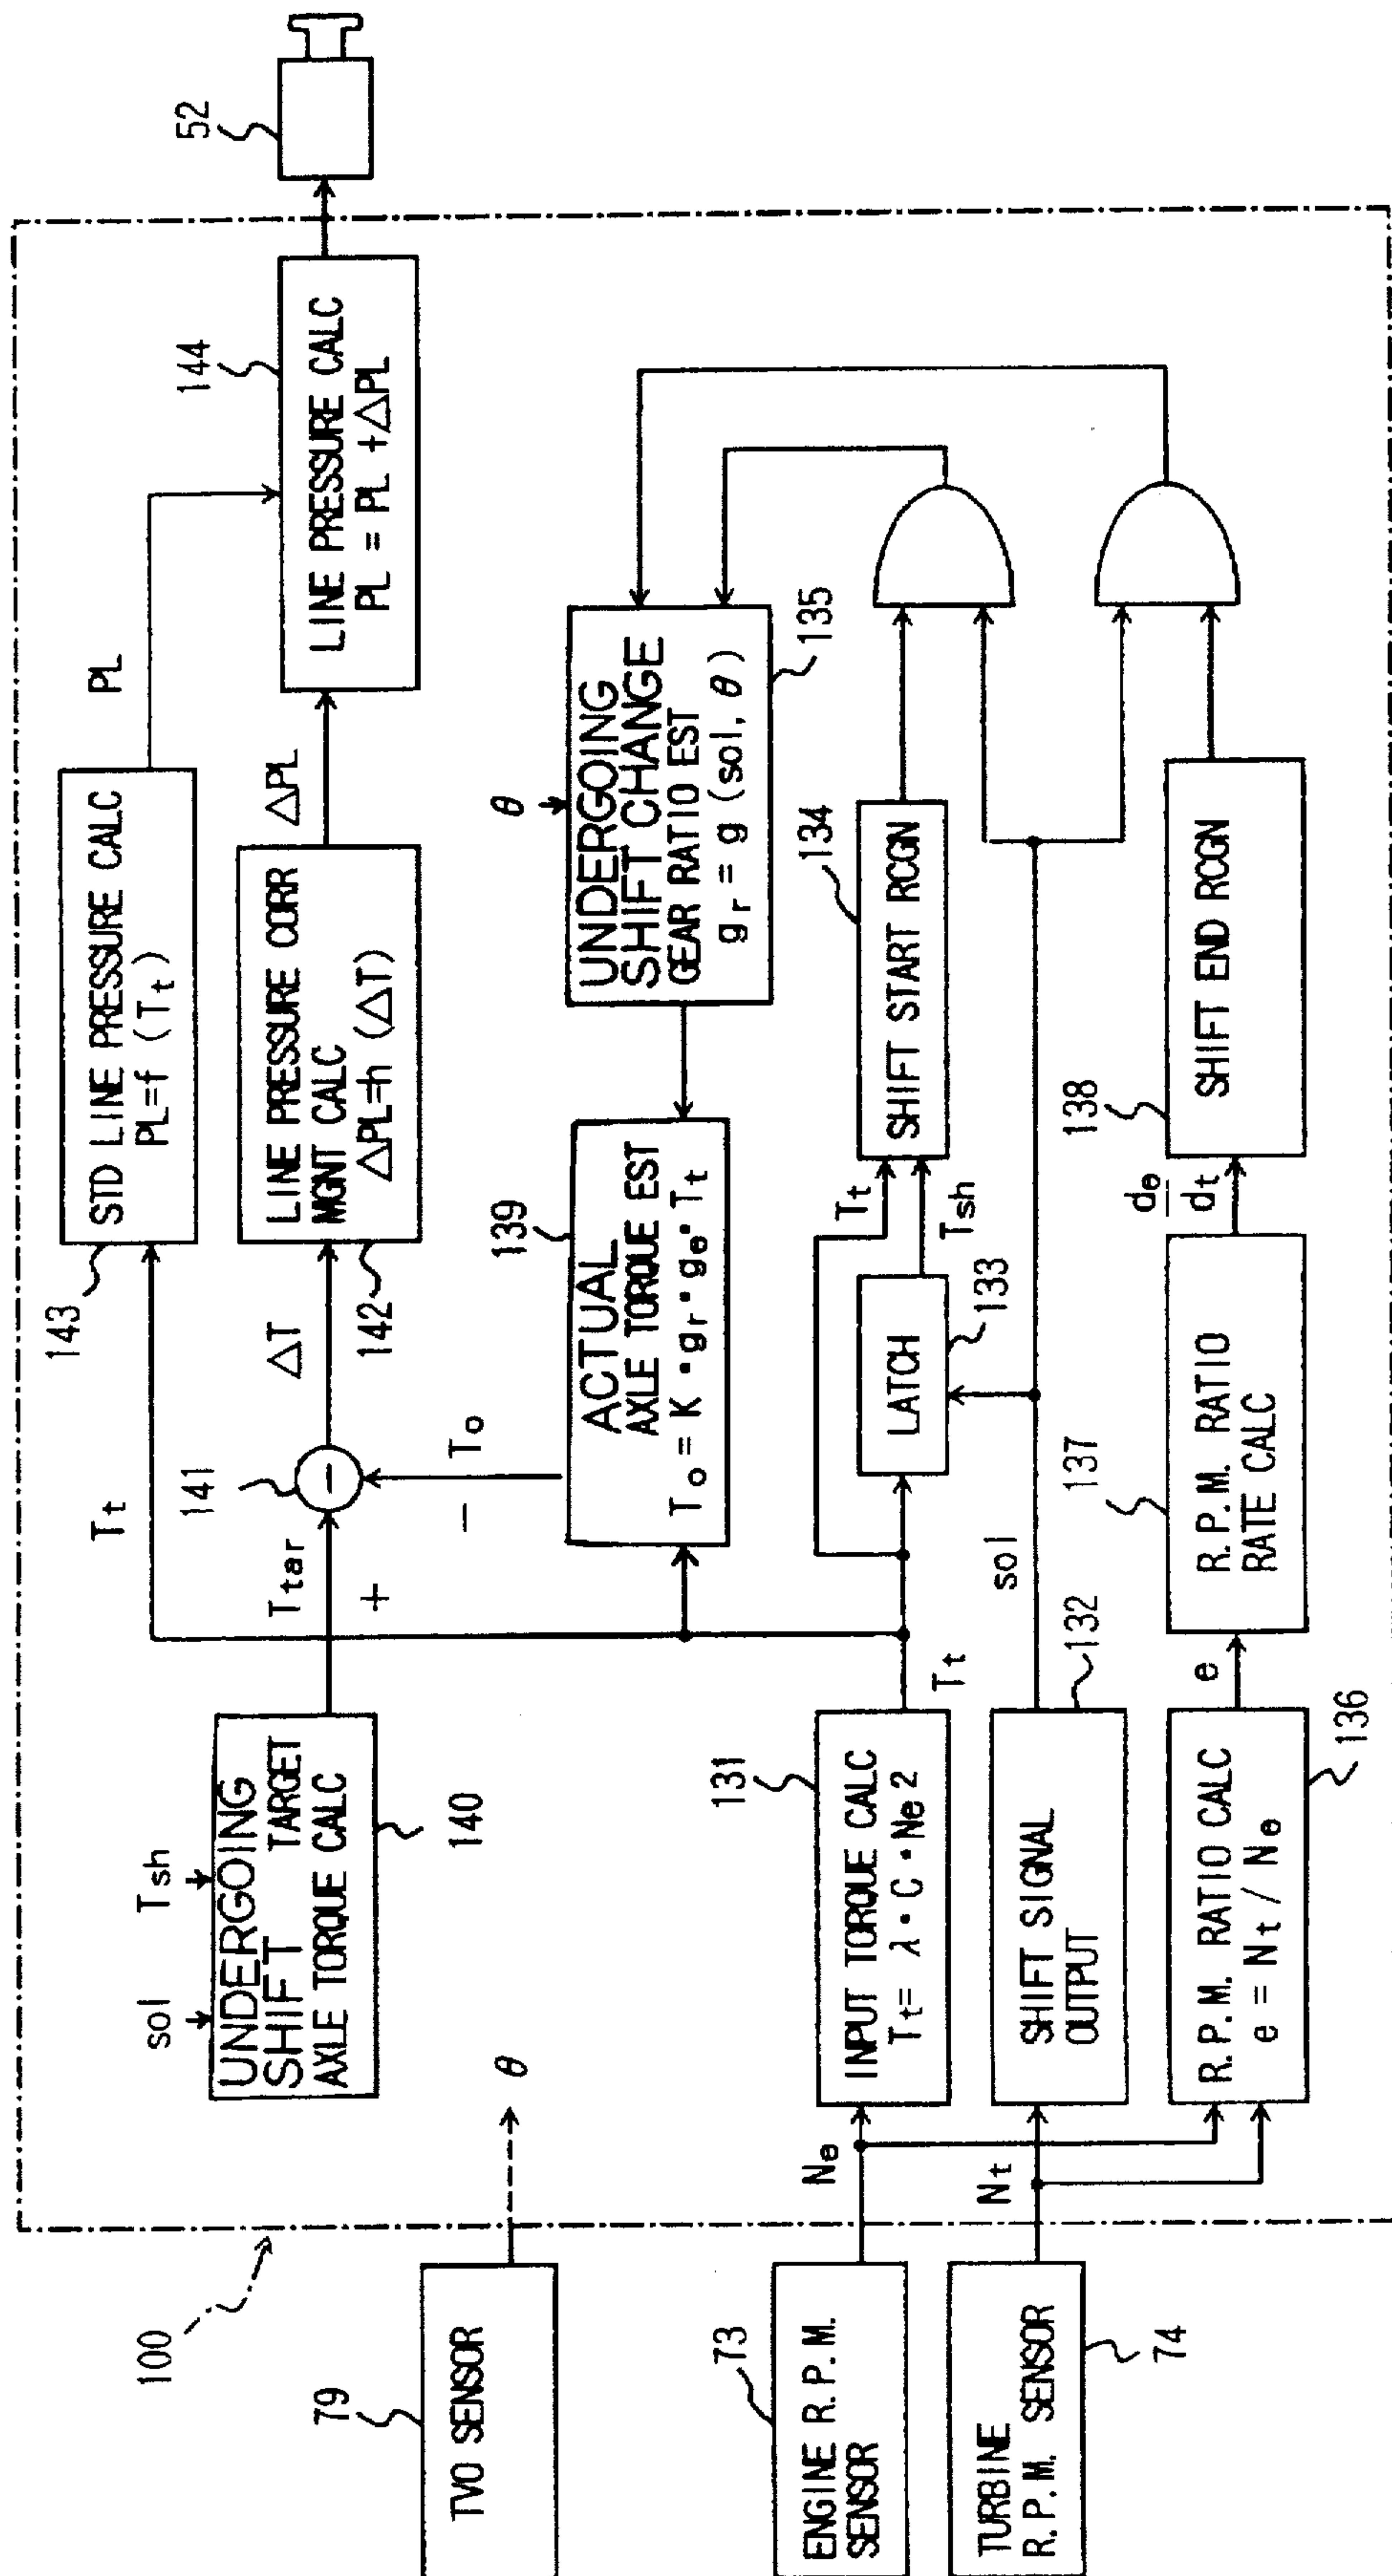 100
79
TVO SENSOR
θ
73
ENGINE R.P.M.
SENSOR
TURBINE
R.P.M. SENSOR
74
Ne
Nt
sol
Tsh
UNDERGOING
SHIFT TARGET
AXLE TORQUE CALC
140
Ttar
+
141
−
ΔT
− To
Tt
143
STD LINE PRESSURE CALC
PL=f (Tt)
PL
LINE PRESSURE CORR
MGNT CALC
ΔPL=h (ΔT)
142
ΔPL
144
LINE PRESSURE CALC
PL = PL +ΔPL
52
139
ACTUAL
AXLE TORQUE EST
To = K・gr・ge・Tt
θ
UNDERGOING
SHIFT CHANGE
GEAR RATIO EST
gr = g (sol, θ)
135
131
INPUT TORQUE CALC
Tt= λ・C・Ne2
Tt
LATCH
133
Tt
Tsh
134
SHIFT START RCGN
SHIFT SIGNAL
OUTPUT
132
sol
R.P.M. RATIO CALC
e = Nt / Ne
136
e
137
R.P.M. RATIO
RATE CALC
de
dt
138
SHIFT END RCGN